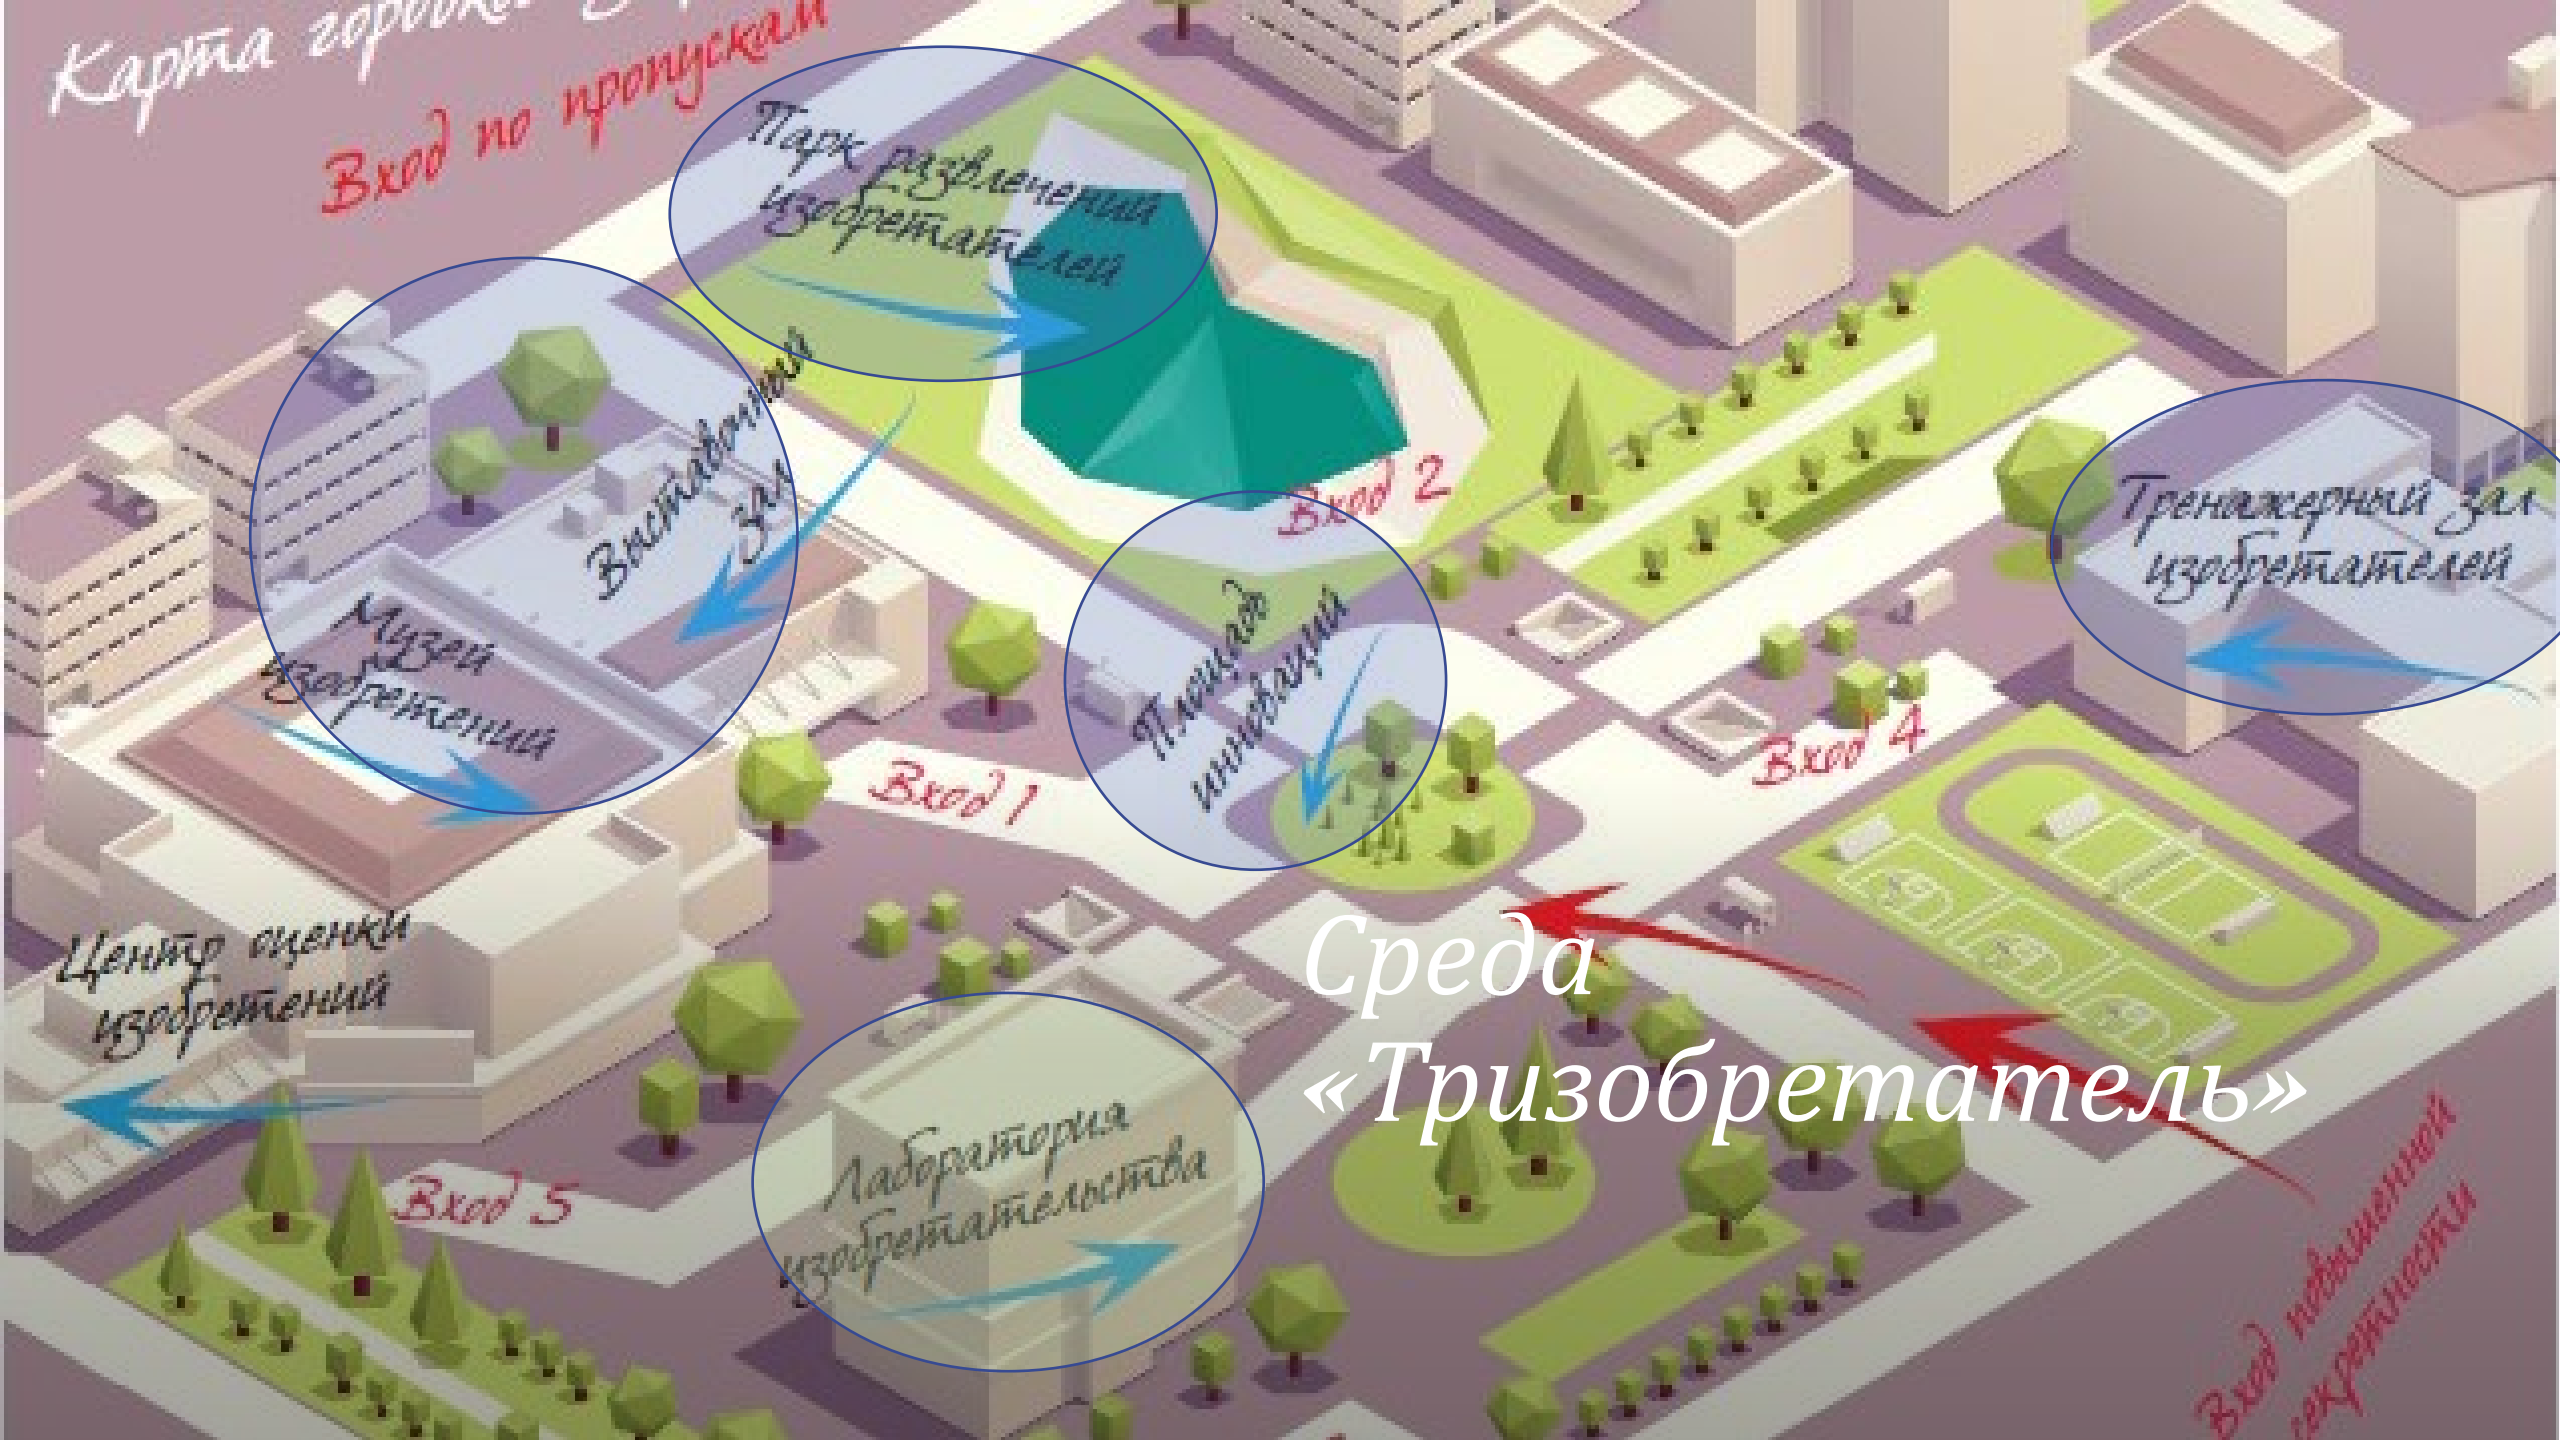 Карта
Вход по пропускам
Парк развлечений
изобретателей
Выставочный
зал
Вход 2
Тренажерный зал
изобретателей
Музей
изобретений
Площадь
инноваций
Вход 1
Вход 4
Центр оценки
изобретений
Среда
«Тризобретатель»
Лаборатория
изобретательства
Вход 5
Вход повышенной
секретности